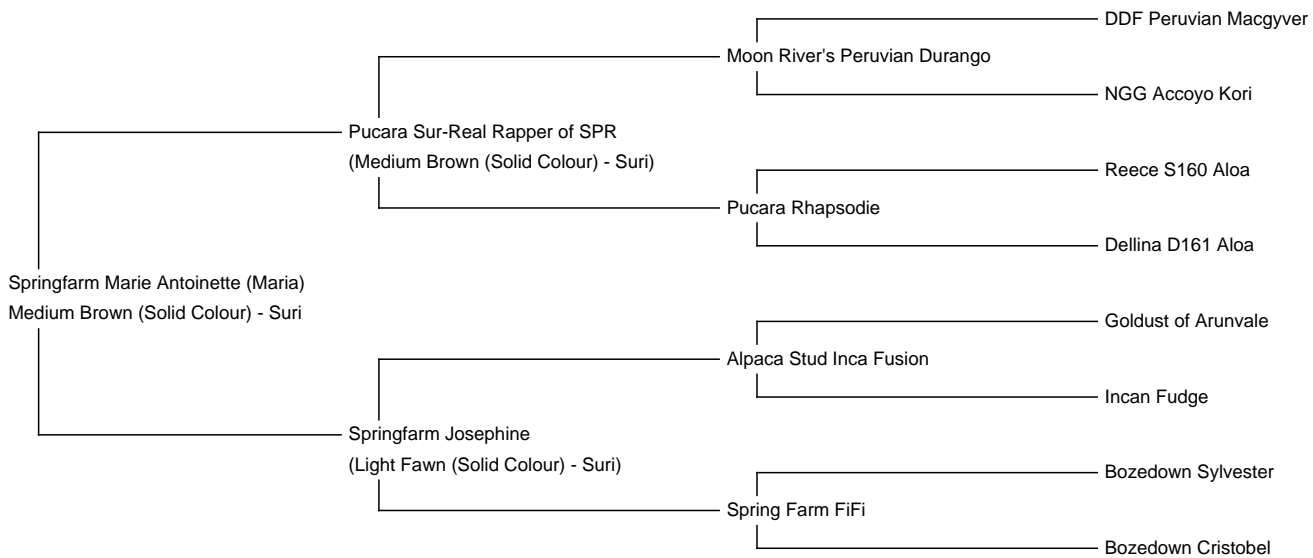 DDF Peruvian Macgyver
Moon River's Peruvian Durango
NGG Accoyo Kori
Pucara Sur-Real Rapper of SPR
(Medium Brown (Solid Colour) - Suri)
Reece S160 Aloa
Pucara Rhapsodie
Dellina D161 Aloa
Springfarm Marie Antoinette (Maria)
Medium Brown (Solid Colour) - Suri
Goldust of Arunvale
Alpaca Stud Inca Fusion
Incan Fudge
Springfarm Josephine
(Light Fawn (Solid Colour) - Suri)
Bozedown Sylvester
Spring Farm FiFi
Bozedown Cristobel